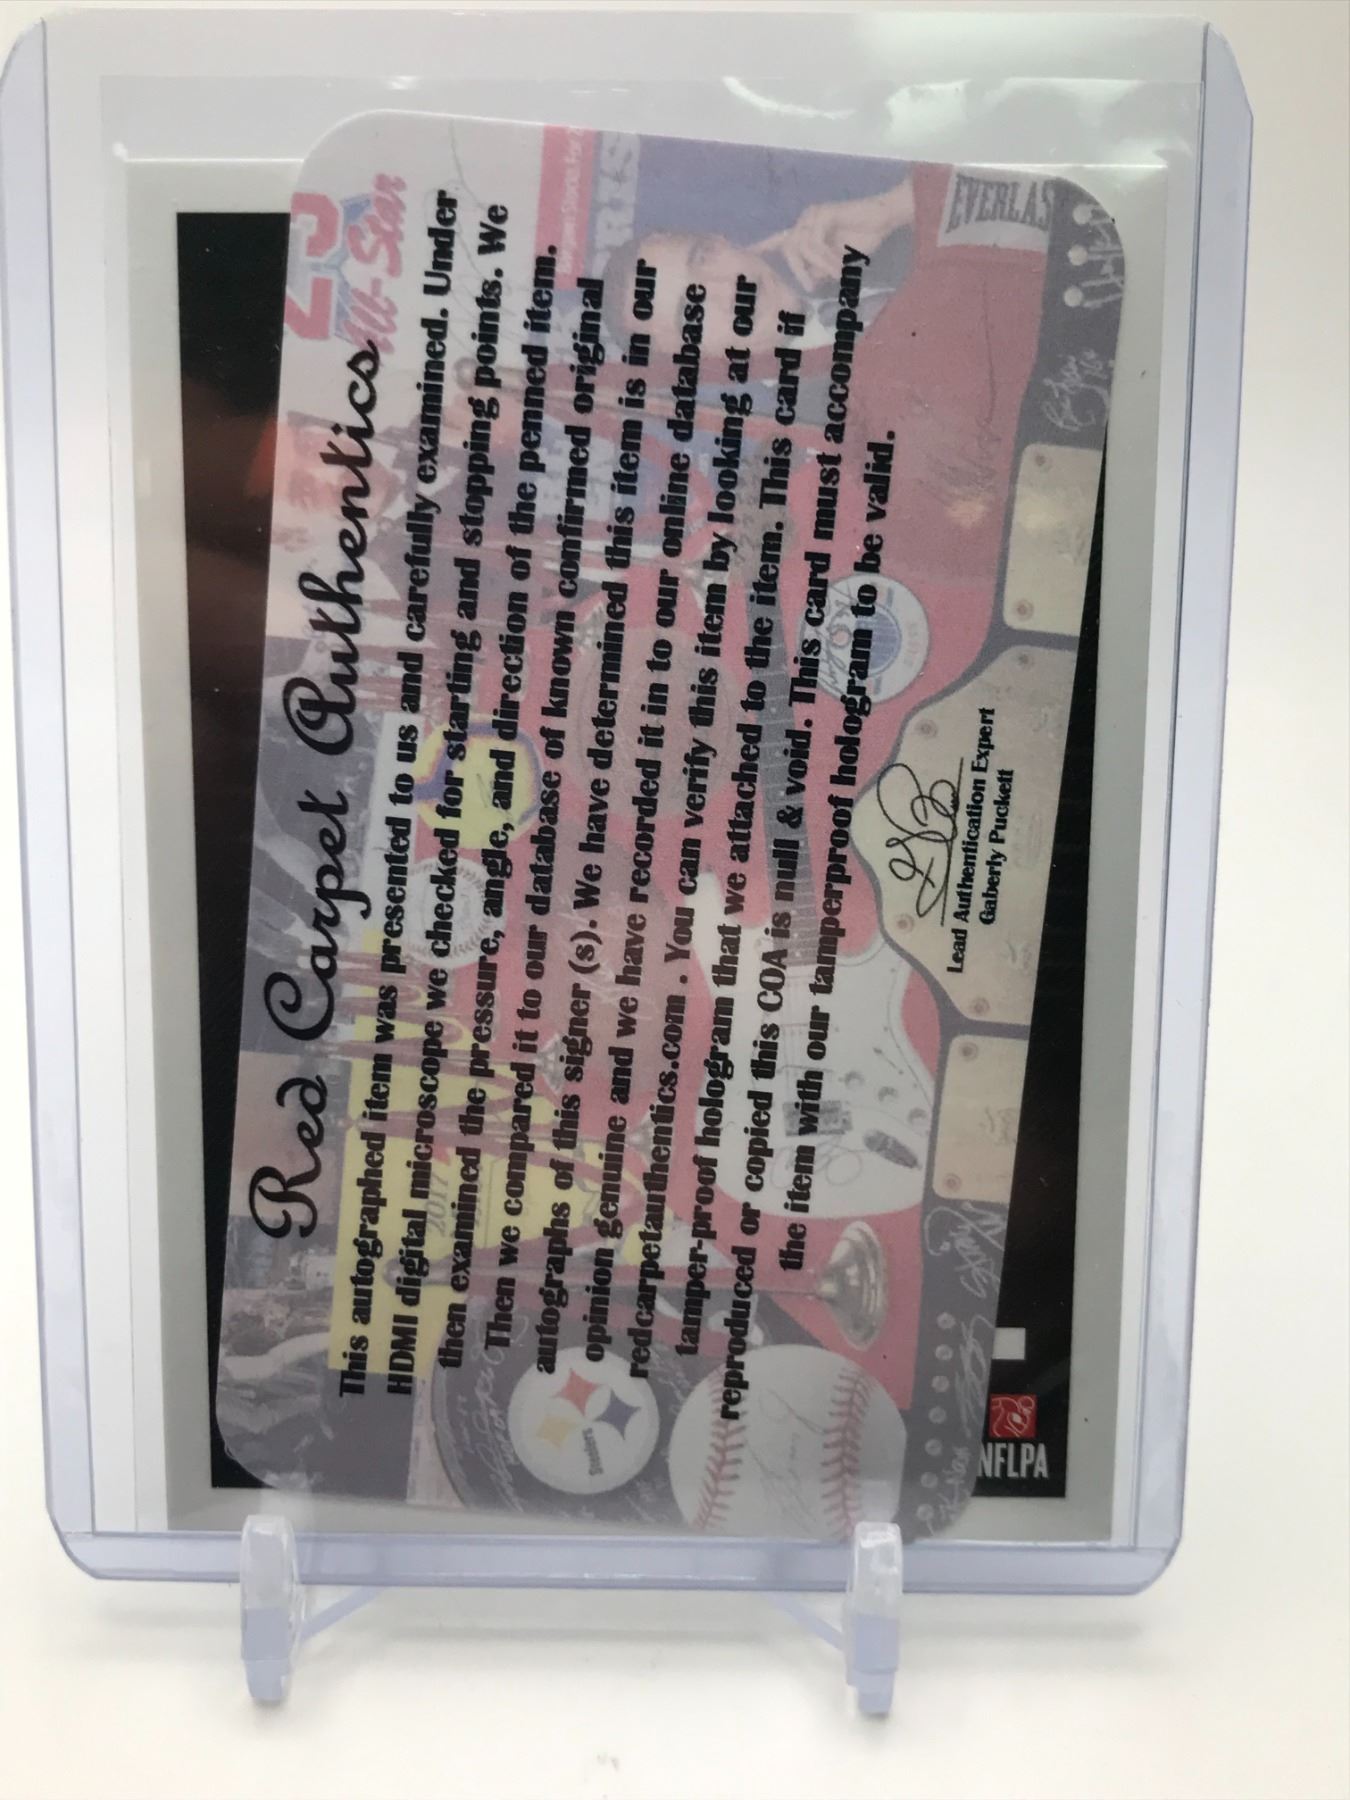 Red Carpet Authentics
This autographed item was presented to us and carefully examined. Under
HDMI digital microscope we checked for starting and stopping points. We
then examined the pressure, angle, and direction of the penned item.
Then we compared it to our database of known confirmed original
autographs of this signer (s). We have determined this item is in our
opinion genuine and we have recorded it in to our online database
redcarpetauthentics.com . You can verify this item by looking at our
tamper-proof hologram that we attached to the item. This card if
reproduced or copied this COA is null & void. This card must accompany
the item with our tamperproof hologram to be valid.
Lead Authentication Expert
Gaberly Puckett
All-Star
EVERLAS
2017
Steelers
NFLPA